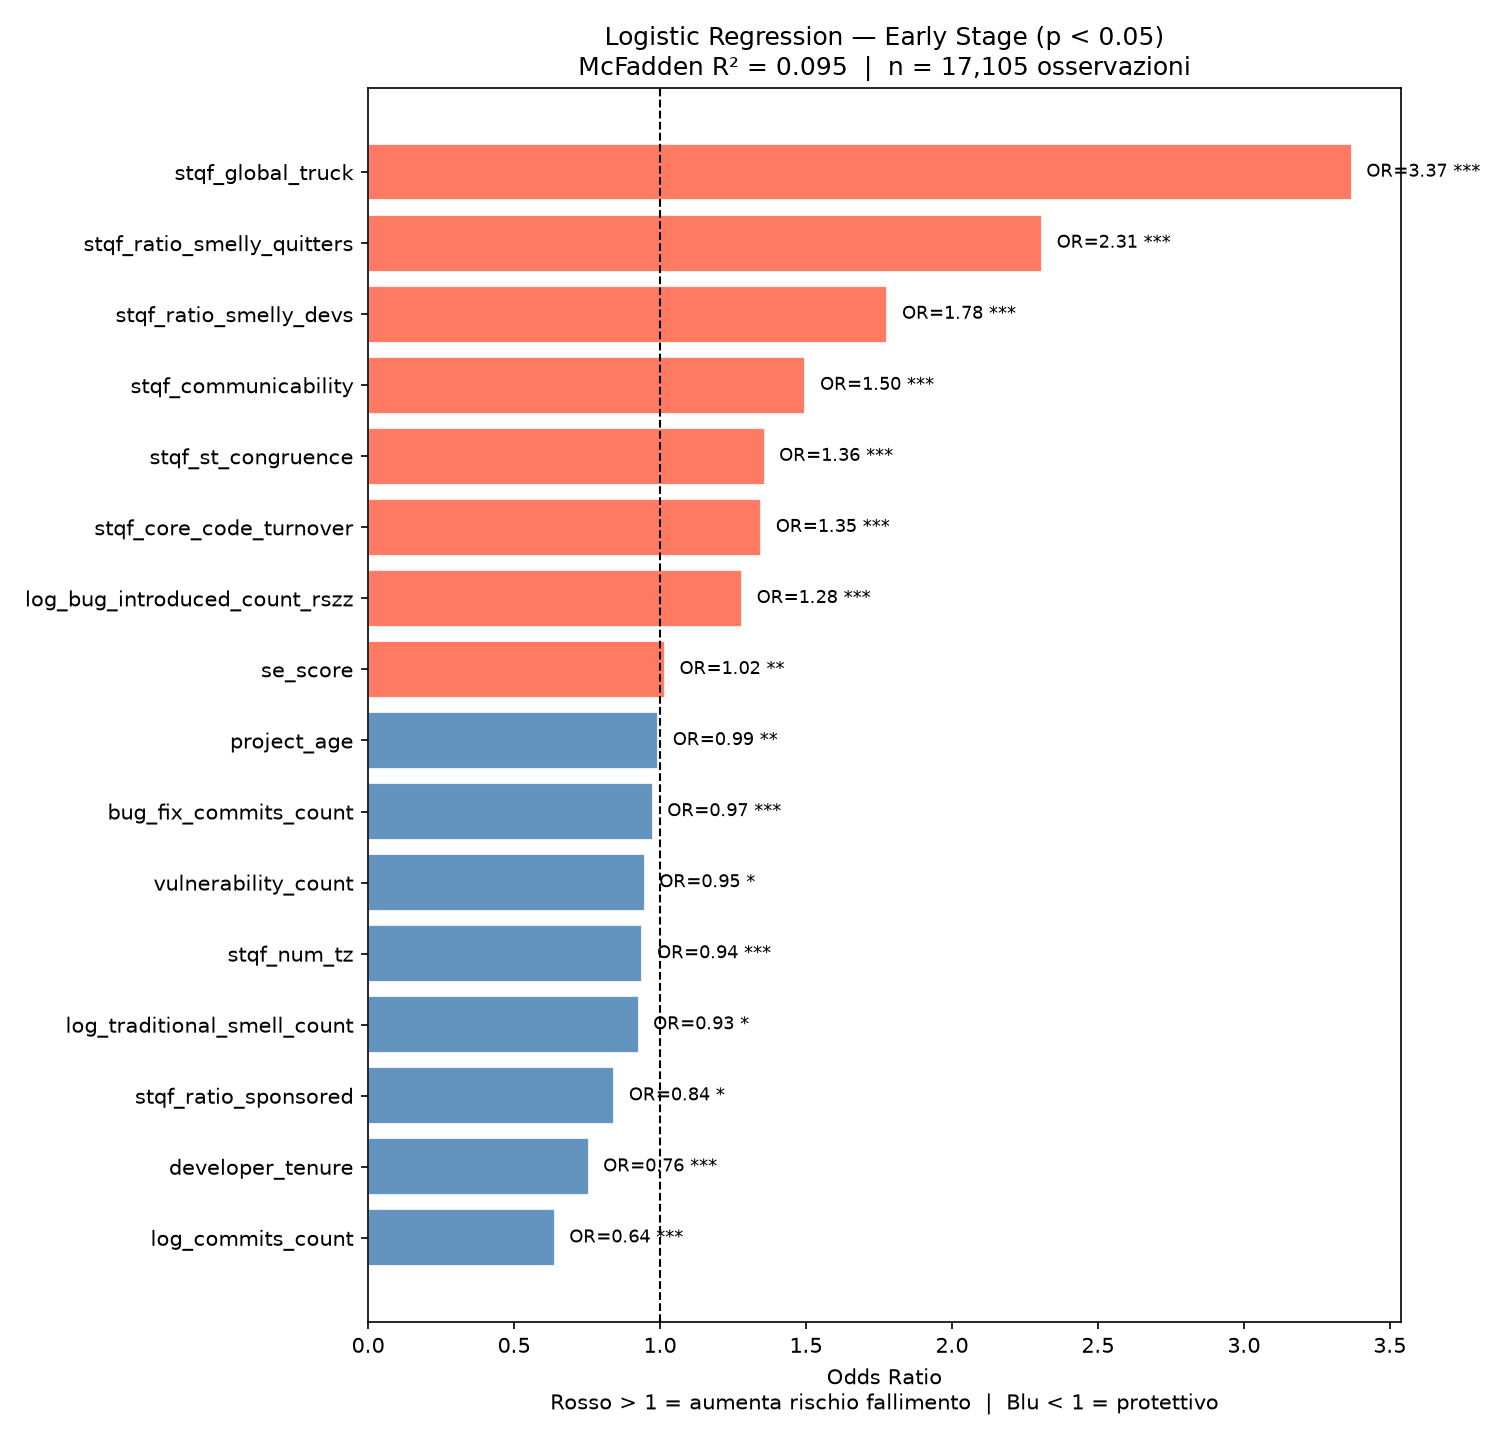 Logistic Regression — Early Stage (p < 0.05)
McFadden R² = 0.095 | n = 17,105 osservazioni
stqf_global_truck OR=3.37 ***
stqf_ratio_smelly_quitters OR=2.31 ***
stqf_ratio_smelly_devs OR=1.78 ***
stqf_communicability OR=1.50 ***
stqf_st_congruence OR=1.36 ***
stqf_core_code_turnover OR=1.35 ***
log_bug_introduced_count_rszz OR=1.28 ***
se_score OR=1.02 **
project_age OR=0.99 **
bug_fix_commits_count OR=0.97 ***
vulnerability_count OR=0.95 *
stqf_num_tz OR=0.94 ***
log_traditional_smell_count OR=0.93 *
stqf_ratio_sponsored OR=0.84 *
developer_tenure OR=0.76 ***
log_commits_count OR=0.64 ***
0.0 0.5 1.0 1.5 2.0 2.5 3.0 3.5
Odds Ratio
Rosso > 1 = aumenta rischio fallimento | Blu < 1 = protettivo